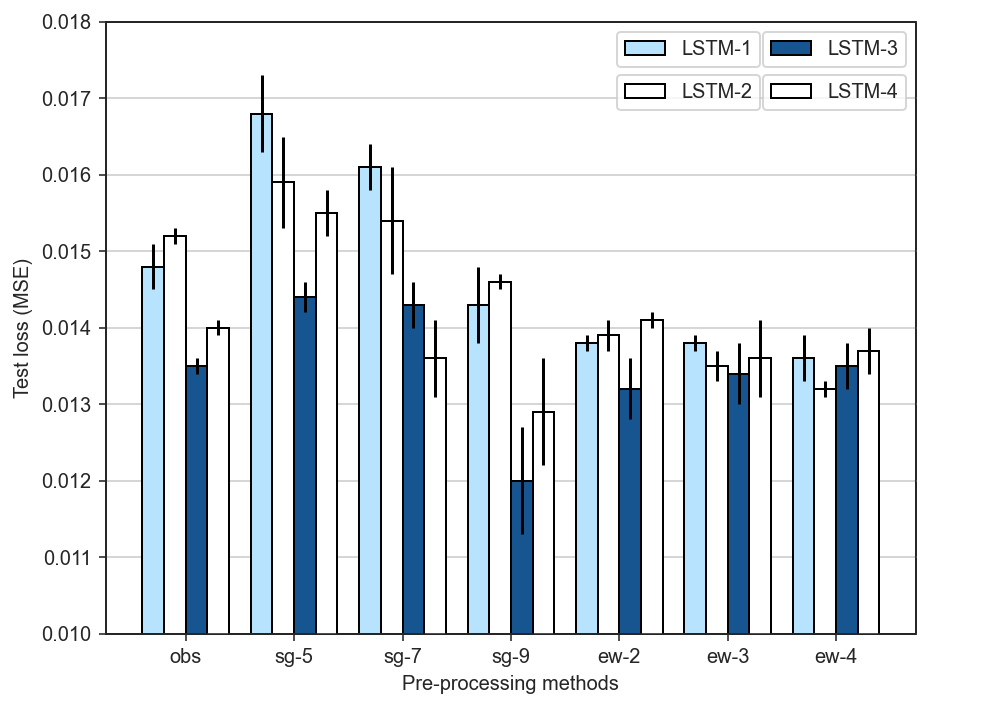 0.018
0.017
0.016
0.015
0.014
0.013
0.012
0.011
0.010
Test loss (MSE)
LSTM-1 LSTM-3
LSTM-2 LSTM-4
obs sg-5 sg-7 sg-9 ew-2 ew-3 ew-4
Pre-processing methods